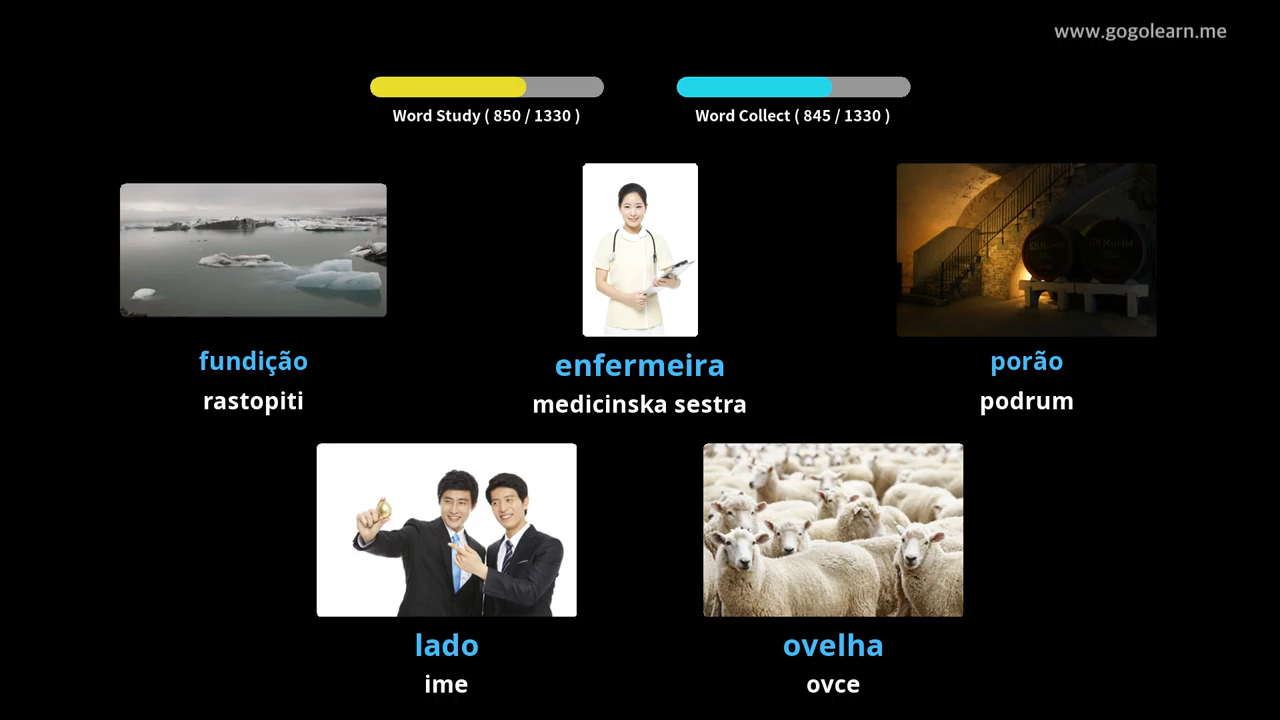 www.gogolearn.me
Word Study ( 850 / 1330 )
Word Collect ( 845 / 1330 )
fundição
rastopiti
enfermeira
medicinska sestra
porão
podrum
lado
ime
ovelha
ovce